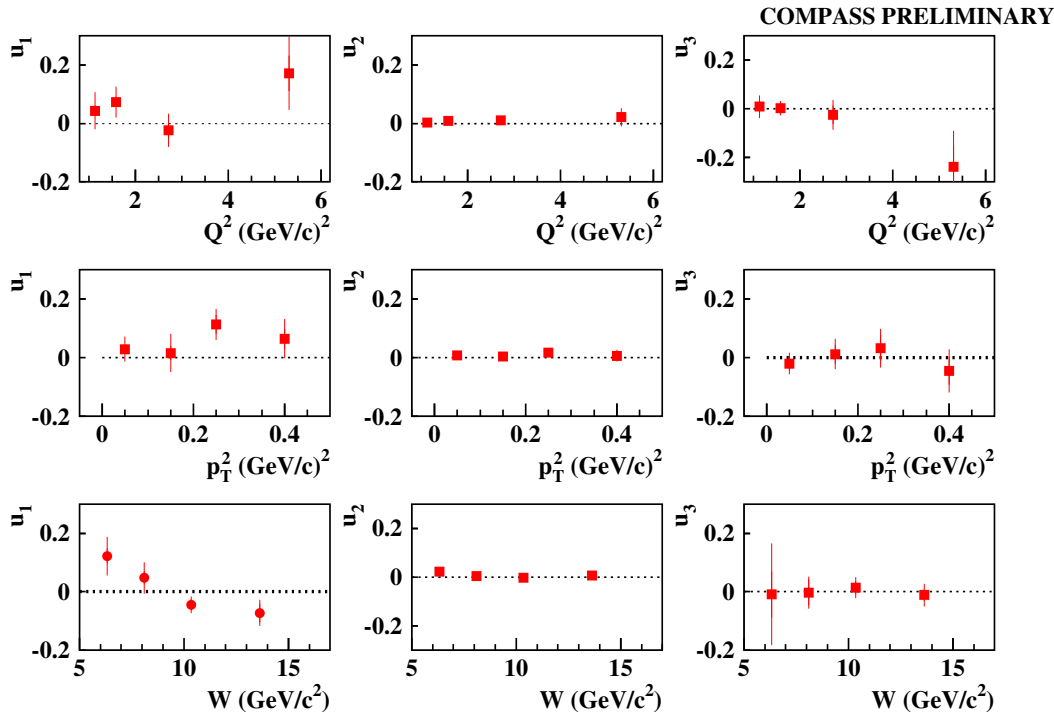 COMPASS PRELIMINARY
u1 u2 u3
0.2 0.2 0.2
0 0 0
-0.2 -0.2 -0.2
2 4 6 2 4 6 2 4 6
Q² (GeV/c)² Q² (GeV/c)² Q² (GeV/c)²
u1 u2 u3
0.2 0.2 0.2
0 0 0
-0.2 -0.2 -0.2
0 0.2 0.4 0 0.2 0.4 0 0.2 0.4
p_T² (GeV/c)² p_T² (GeV/c)² p_T² (GeV/c)²
u1 u2 u3
0.2 0.2 0.2
0 0 0
-0.2 -0.2 -0.2
5 10 15 5 10 15 5 10 15
W (GeV/c²) W (GeV/c²) W (GeV/c²)